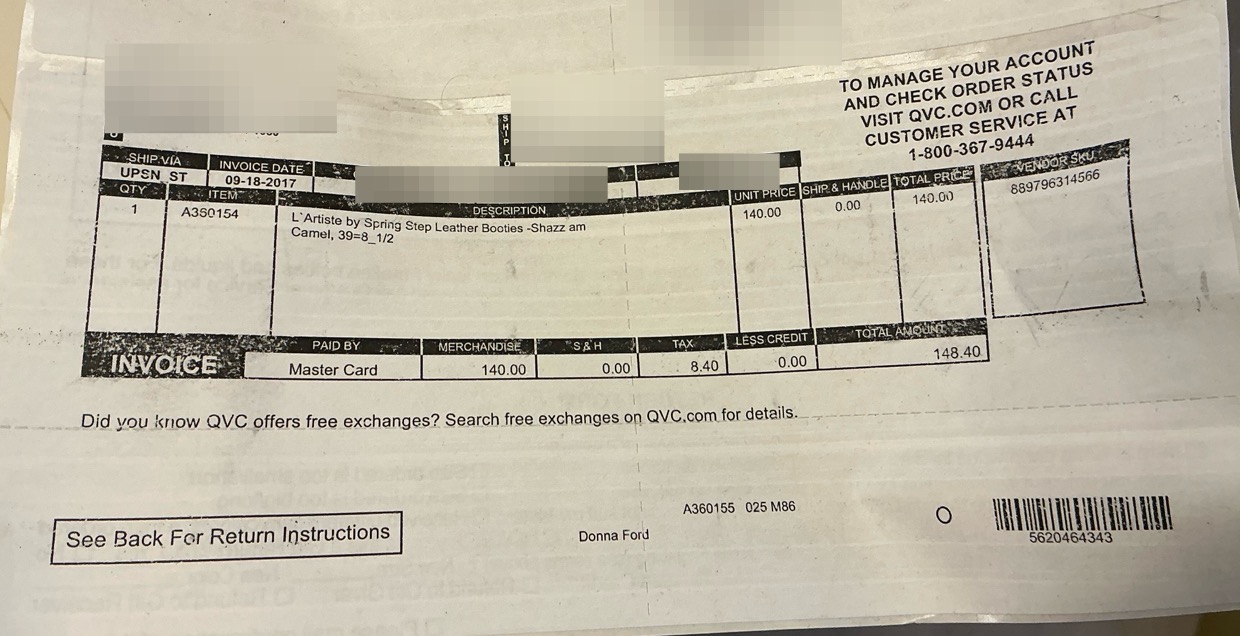 TO MANAGE YOUR ACCOUNT
AND CHECK ORDER STATUS
VISIT QVC.COM OR CALL
CUSTOMER SERVICE AT
1-800-367-9444
SHIP TO
SHIP VIA INVOICE DATE
UPSN ST 09-18-2017
QTY ITEM DESCRIPTION UNIT PRICE SHIP & HANDLE TOTAL PRICE VENDOR SKU
1 A350154 L`Artiste by Spring Step Leather Booties -Shazz am 140.00 0.00 140.00 889796314566
Camel, 39=8_1/2
INVOICE PAID BY MERCHANDISE S & H TAX LESS CREDIT TOTAL AMOUNT
Master Card 140.00 0.00 8.40 0.00 148.40
Did you know QVC offers free exchanges? Search free exchanges on QVC.com for details.
A360155 025 M86
See Back For Return Instructions
Donna Ford
O
5620464343